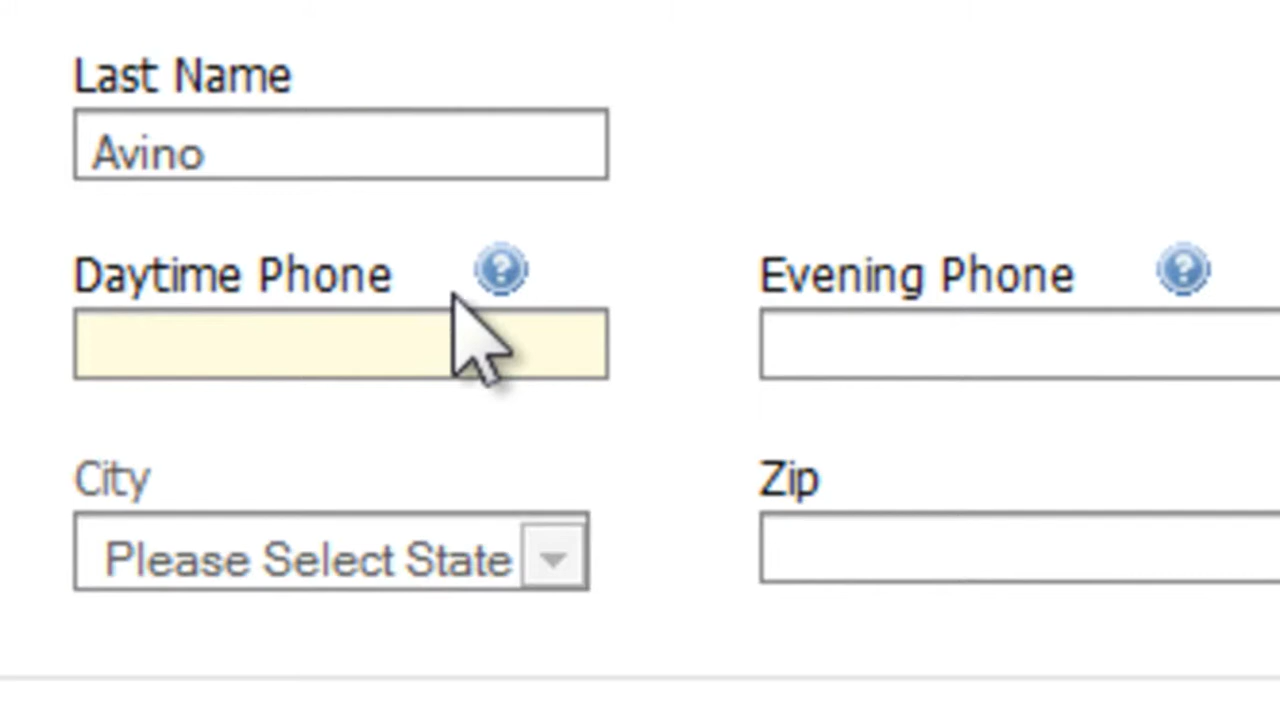 Last Name
Avino
Daytime Phone ?
Evening Phone ?
City
Zip
Please Select State